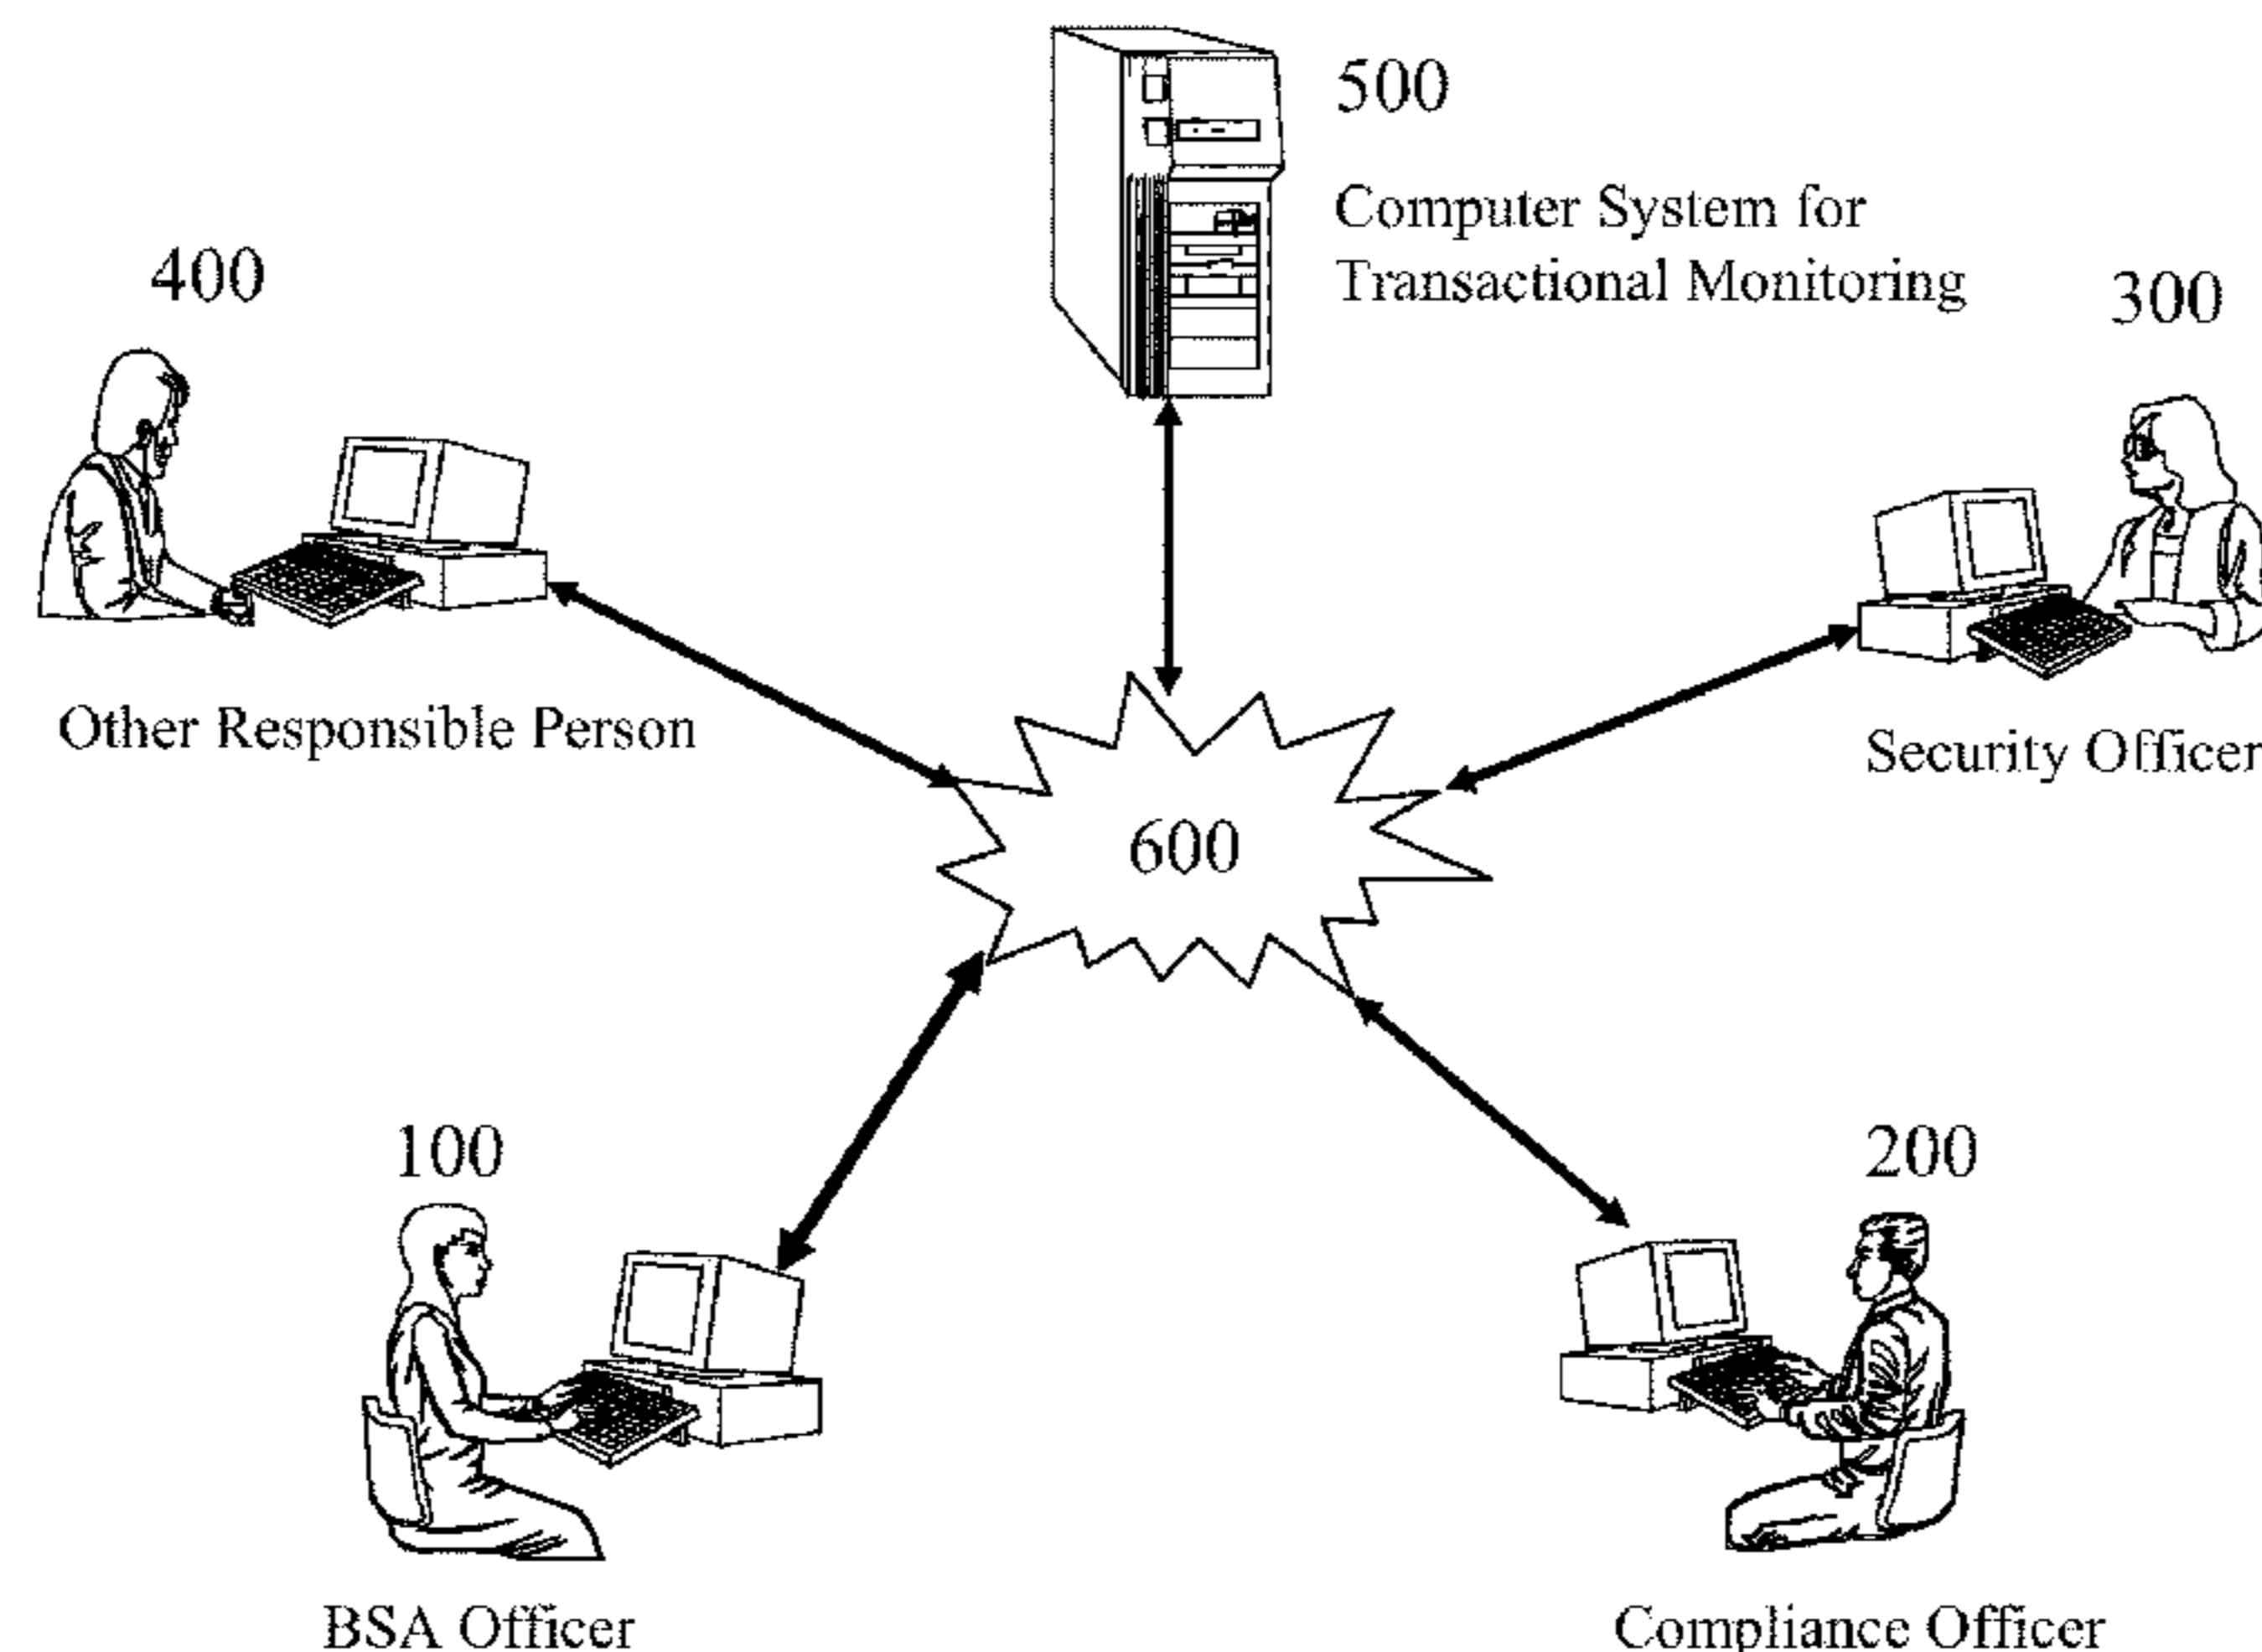 500
Computer System for
Transactional Monitoring
400
300
Other Responsible Person
Security Officer
600
100
200
BSA Officer
Compliance Officer